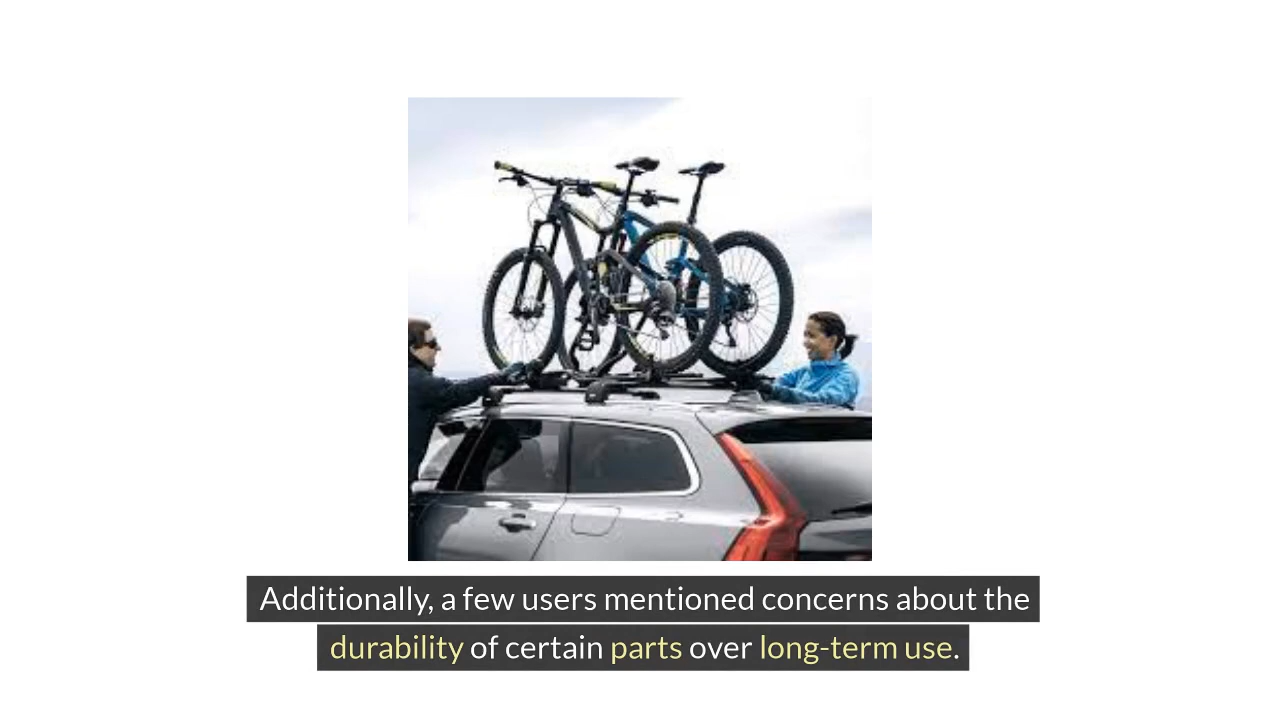 Additionally, a few users mentioned concerns about the
durability of certain parts over long-term use.